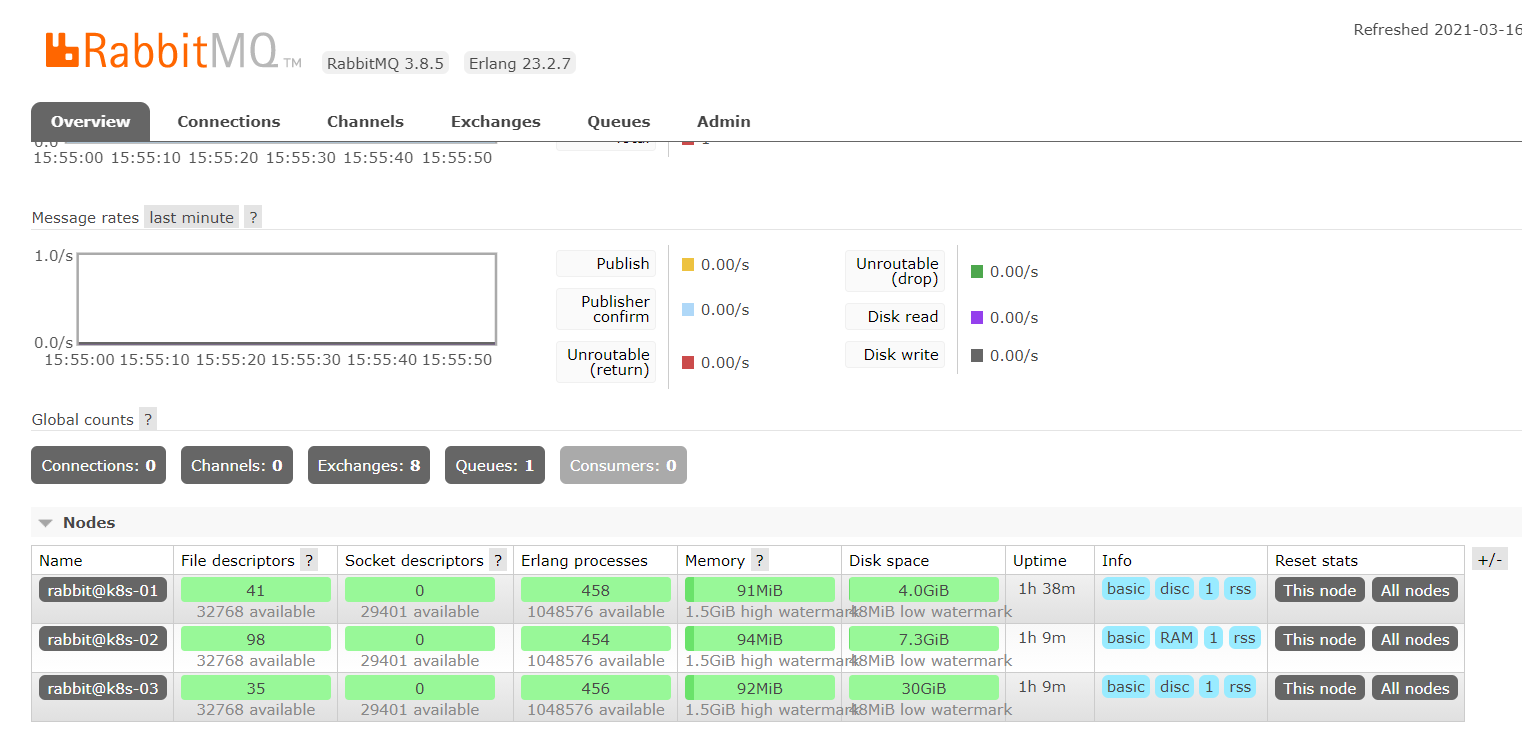 Refreshed 2021-03-16
RabbitMQ TM RabbitMQ 3.8.5 Erlang 23.2.7
Overview Connections Channels Exchanges Queues Admin
0.0
15:55:00 15:55:10 15:55:20 15:55:30 15:55:40 15:55:50
Message rates last minute ?
1.0/s
0.0/s
15:55:00 15:55:10 15:55:20 15:55:30 15:55:40 15:55:50
Publish 0.00/s
Publisher
confirm 0.00/s
Unroutable
(return) 0.00/s
Unroutable
(drop) 0.00/s
Disk read 0.00/s
Disk write 0.00/s
Global counts ?
Connections: 0 Channels: 0 Exchanges: 8 Queues: 1 Consumers: 0
Nodes
Name File descriptors ? Socket descriptors ? Erlang processes Memory ? Disk space Uptime Info Reset stats +/-
rabbit@k8s-01 41 0 458 91MiB 4.0GiB 1h 38m basic disc 1 rss This node All nodes
32768 available 29401 available 1048576 available 1.5GiB high watermark 48MiB low watermark
rabbit@k8s-02 98 0 454 94MiB 7.3GiB 1h 9m basic RAM 1 rss This node All nodes
32768 available 29401 available 1048576 available 1.5GiB high watermark 48MiB low watermark
rabbit@k8s-03 35 0 456 92MiB 30GiB 1h 9m basic disc 1 rss This node All nodes
32768 available 29401 available 1048576 available 1.5GiB high watermark 48MiB low watermark